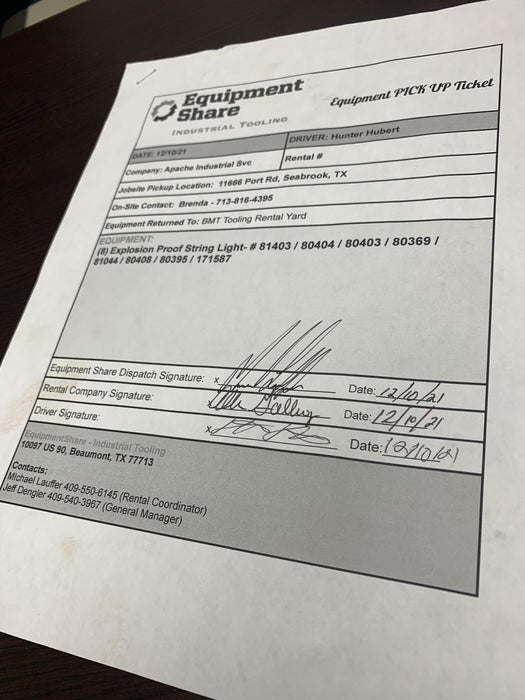 Equipment
Share
INDUSTRIAL TOOLING
Equipment PICK UP Ticket
DATE: 12/10/21
DRIVER: Hunter Hubert
Company: Apache Industrial Svc
Rental #
Jobsite Pickup Location: 11666 Port Rd, Seabrook, TX
On-Site Contact: Brenda - 713-816-4395
Equipment Returned To: BMT Tooling Rental Yard
EQUIPMENT:
(8) Explosion Proof String Light- # 81403 / 80404 / 80403 / 80369 /
81044 / 80408 / 80395 / 171587
Equipment Share Dispatch Signature: x
Date: 12/10/21
Rental Company Signature:
Date: 12/10/21
Driver Signature: x
Date: 12/10/21
EquipmentShare - Industrial Tooling
10097 US 90, Beaumont, TX 77713
Contacts:
Michael Lauffer 409-550-6145 (Rental Coordinator)
Jeff Dengler 409-540-3967 (General Manager)